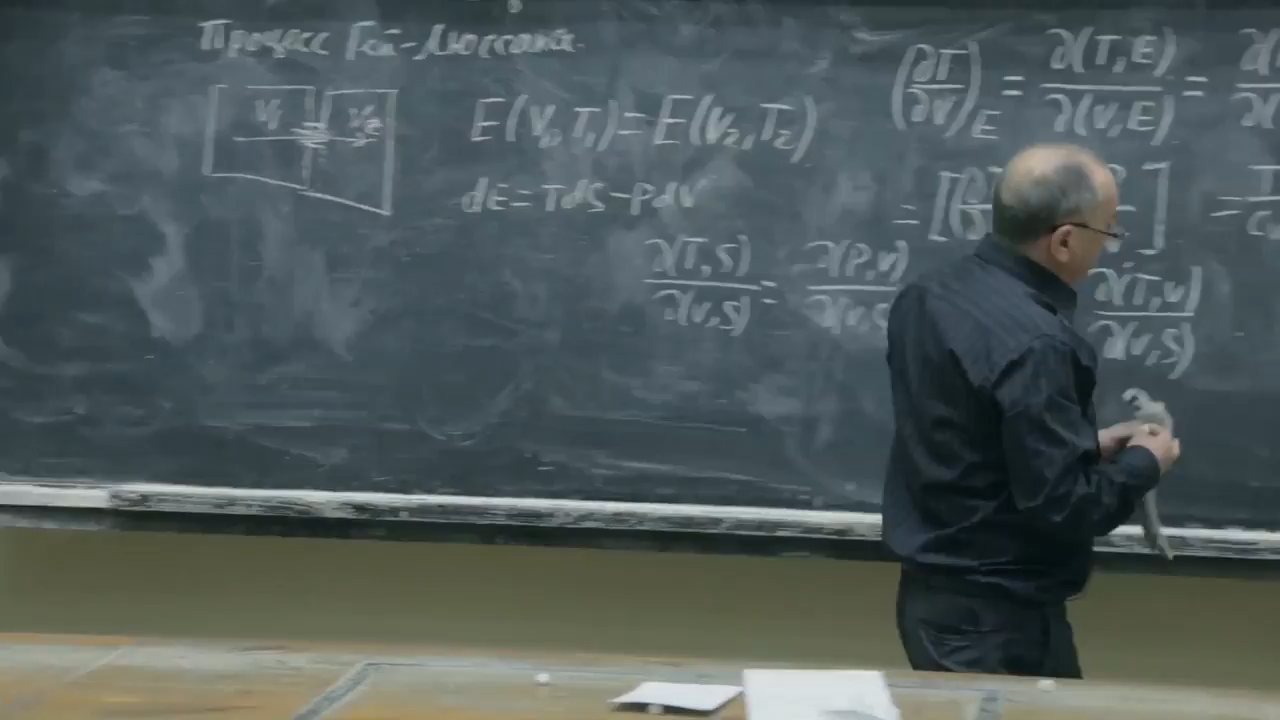 Процесс Гей-Люссака.
V₁ V₂
E(V₁,T₁)=E(V₂,T₂)
dE=TdS-PdV
∂(T,S)/∂(V,S) = ∂(P,V)/∂(V,S)
(∂T/∂V)_E = ∂(T,E)/∂(V,E) =
= [ ] =
∂(T,V)/∂(V,S)